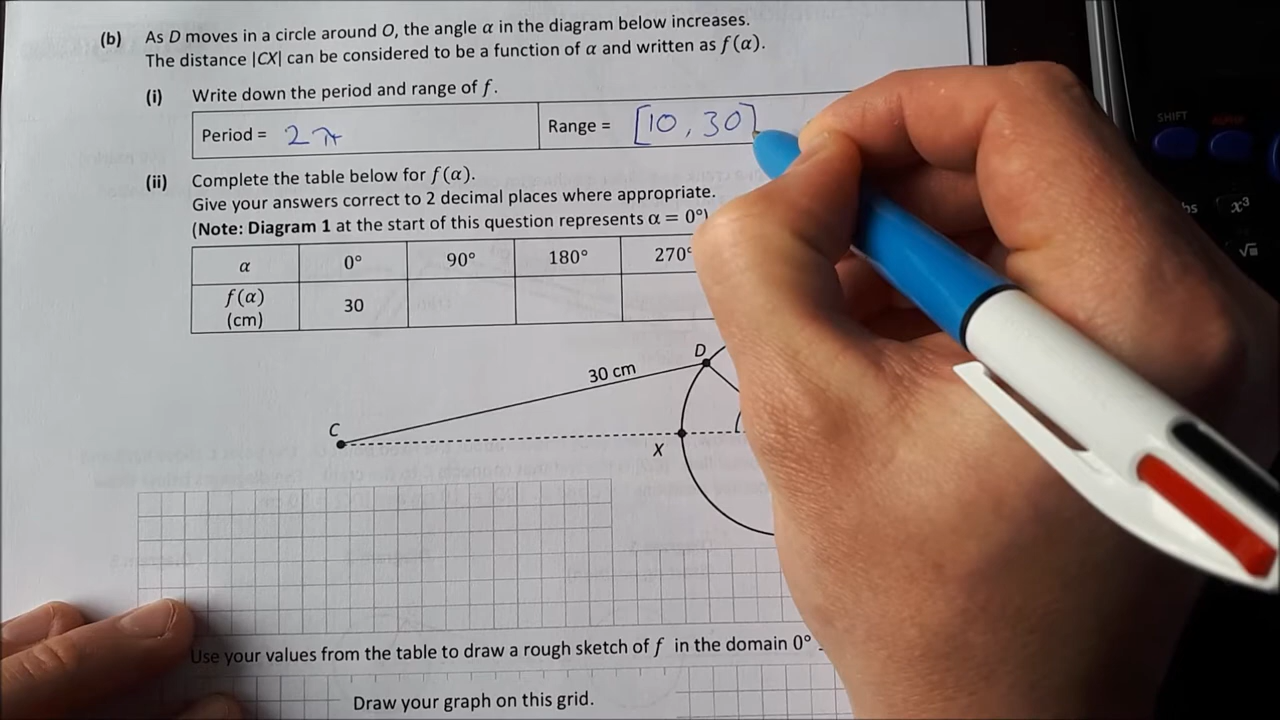 (b) As D moves in a circle around O, the angle α in the diagram below increases.
The distance |CX| can be considered to be a function of α and written as f(α).
(i) Write down the period and range of f.
Period = 2π Range = [10, 30]
(ii) Complete the table below for f(α).
Give your answers correct to 2 decimal places where appropriate.
(Note: Diagram 1 at the start of this question represents α = 0°)
α 0° 90° 180° 270°
f(α) (cm) 30
D
30 cm
C
X
Use your values from the table to draw a rough sketch of f in the domain 0°
Draw your graph on this grid.
SHIFT
x³